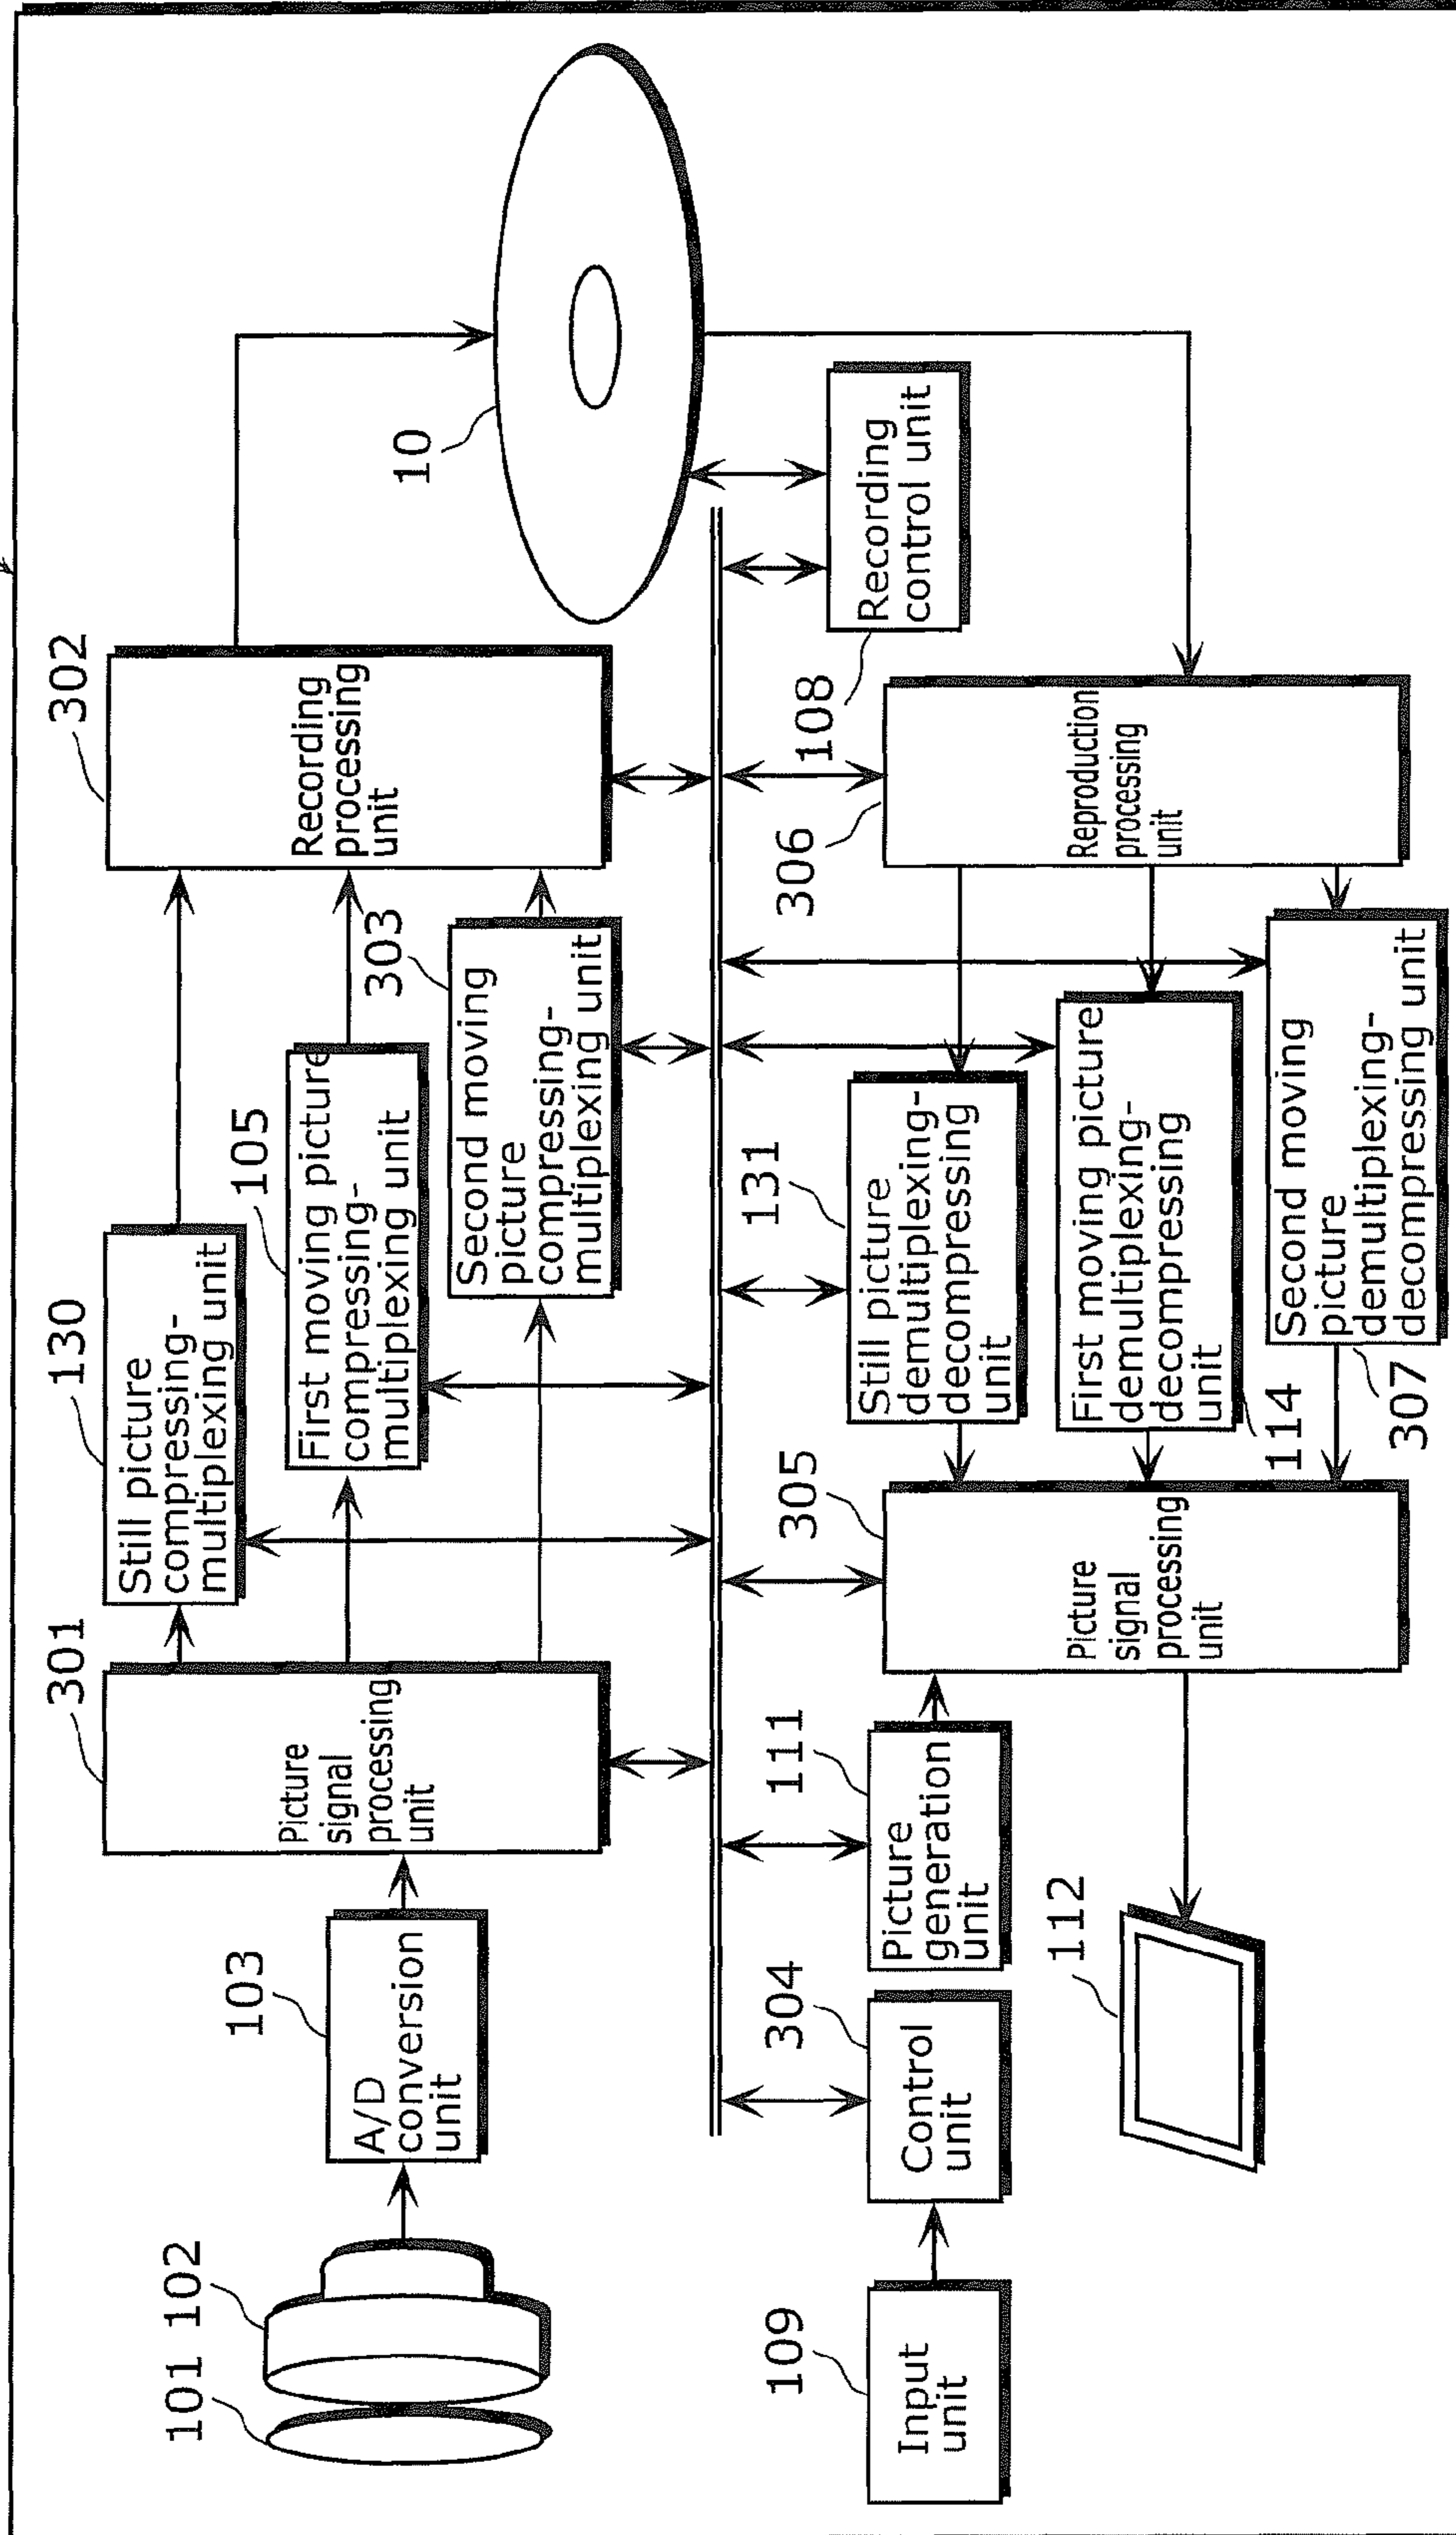 302
10
130
Still picture
compressing-
multiplexing unit
105
First moving picture
compressing-
multiplexing unit
303
Second moving
picture
compressing-
multiplexing unit
Recording
processing
unit
301
Picture
signal
processing
unit
103
A/D
conversion
unit
101
102
108
Recording
control unit
306
Reproduction
processing
unit
131
Still picture
demultiplexing-
decompressing
unit
First moving picture
demultiplexing-
decompressing
unit
114
Second moving
picture
demultiplexing-
decompressing unit
307
305
Picture
signal
processing
unit
111
Picture
generation
unit
304
Control
unit
109
Input
unit
112